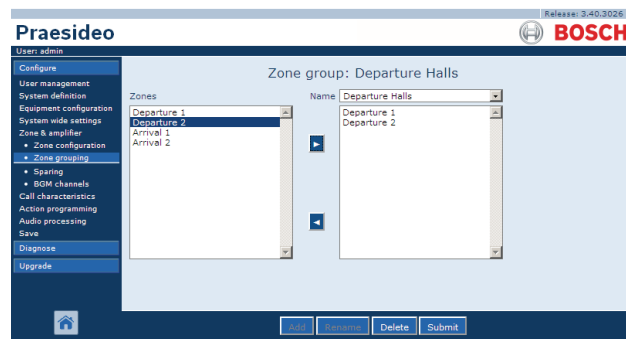 Release: 3.40.3026
Praesideo
BOSCH
User: admin
Configure
User management
System definition
Equipment configuration
System wide settings
Zone & amplifier
• Zone configuration
• Zone grouping
• Sparing
• BGM channels
Call characteristics
Action programming
Audio processing
Save
Diagnose
Upgrade
Zone group: Departure Halls
Zones
Departure 1
Departure 2
Arrival 1
Arrival 2
Name Departure Halls
Departure 1
Departure 2
Add Rename Delete Submit